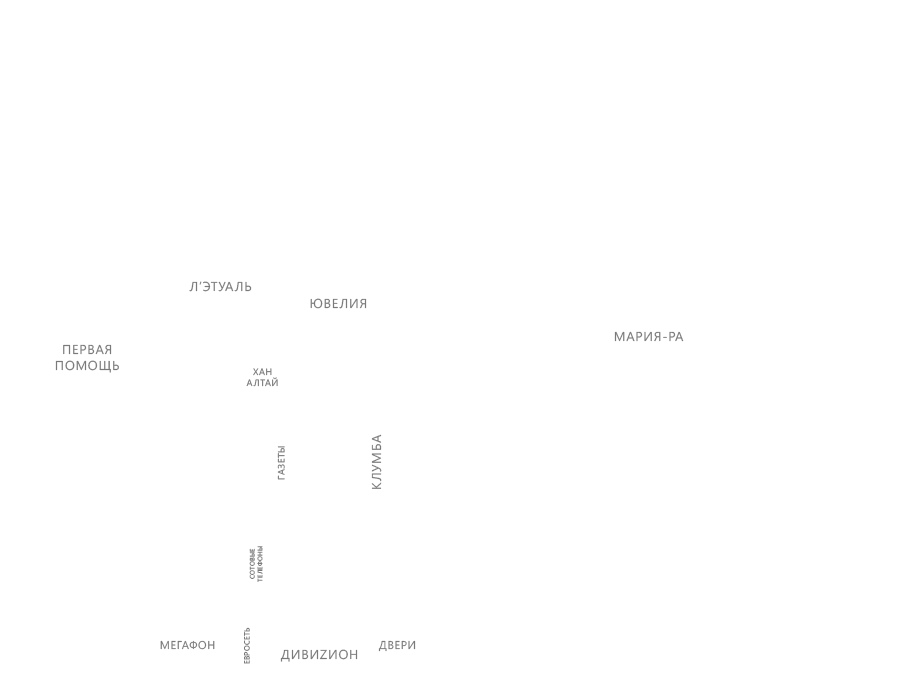 Л'ЭТУАЛЬ
ЮВЕЛИЯ
МАРИЯ-РА
ПЕРВАЯ
ПОМОЩЬ
ХАН
АЛТАЙ
ГАЗЕТЫ
КЛУМБА
СОТОВЫЕ
ТЕЛЕФОНЫ
МЕГАФОН
ЕВРОСЕТЬ
ДИВИZИОН
ДВЕРИ